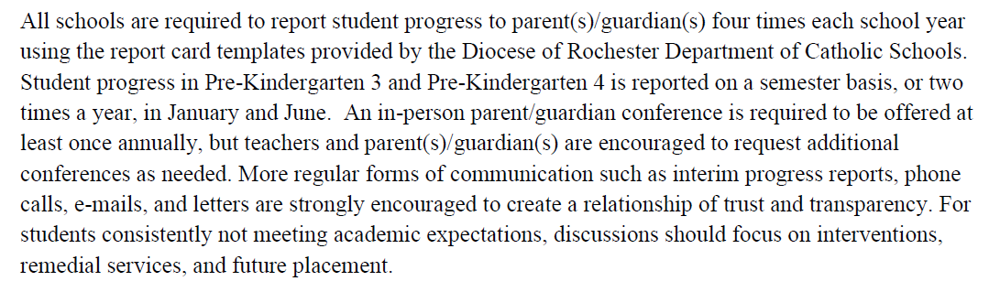 All schools are required to report student progress to parent(s)/guardian(s) four times each school year
using the report card templates provided by the Diocese of Rochester Department of Catholic Schools.
Student progress in Pre-Kindergarten 3 and Pre-Kindergarten 4 is reported on a semester basis, or two
times a year, in January and June.  An in-person parent/guardian conference is required to be offered at
least once annually, but teachers and parent(s)/guardian(s) are encouraged to request additional
conferences as needed. More regular forms of communication such as interim progress reports, phone
calls, e-mails, and letters are strongly encouraged to create a relationship of trust and transparency. For
students consistently not meeting academic expectations, discussions should focus on interventions,
remedial services, and future placement.